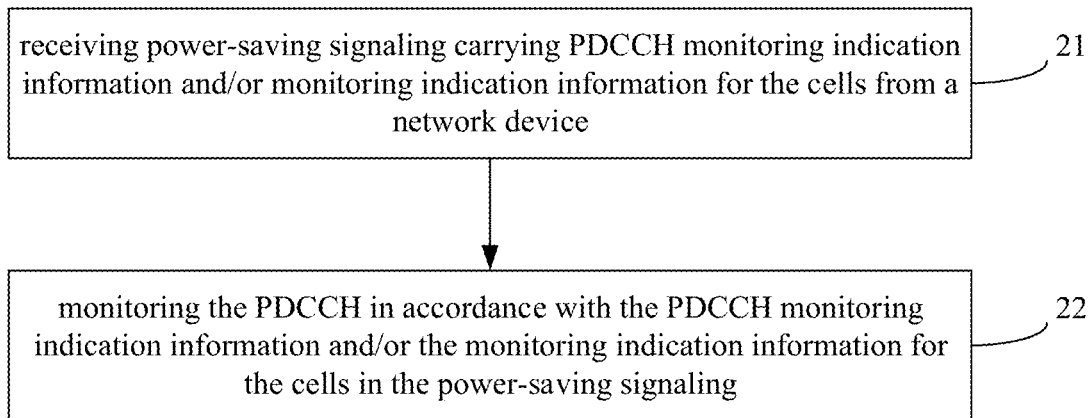 receiving power-saving signaling carrying PDCCH monitoring indication
information and/or monitoring indication information for the cells from a
network device
21
monitoring the PDCCH in accordance with the PDCCH monitoring
indication information and/or the monitoring indication information for
the cells in the power-saving signaling
22